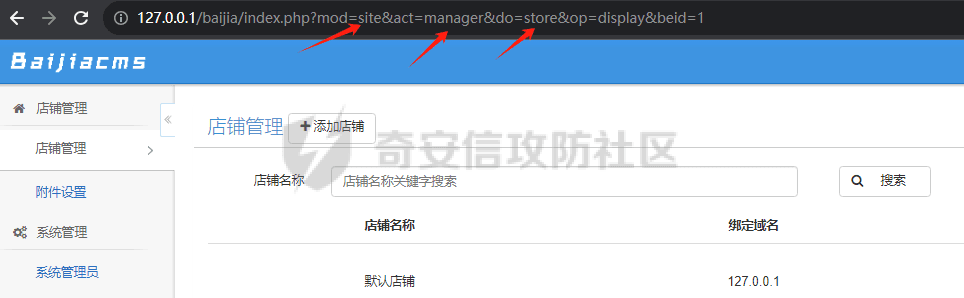 127.0.0.1/baijia/index.php?mod=site&act=manager&do=store&op=display&beid=1
Baijiacms
店铺管理
店铺管理
附件设置
系统管理
系统管理员
店铺管理 +添加店铺
店铺名称 店铺名称关键字搜索 搜索
店铺名称 绑定域名
默认店铺 127.0.0.1
奇安信攻防社区